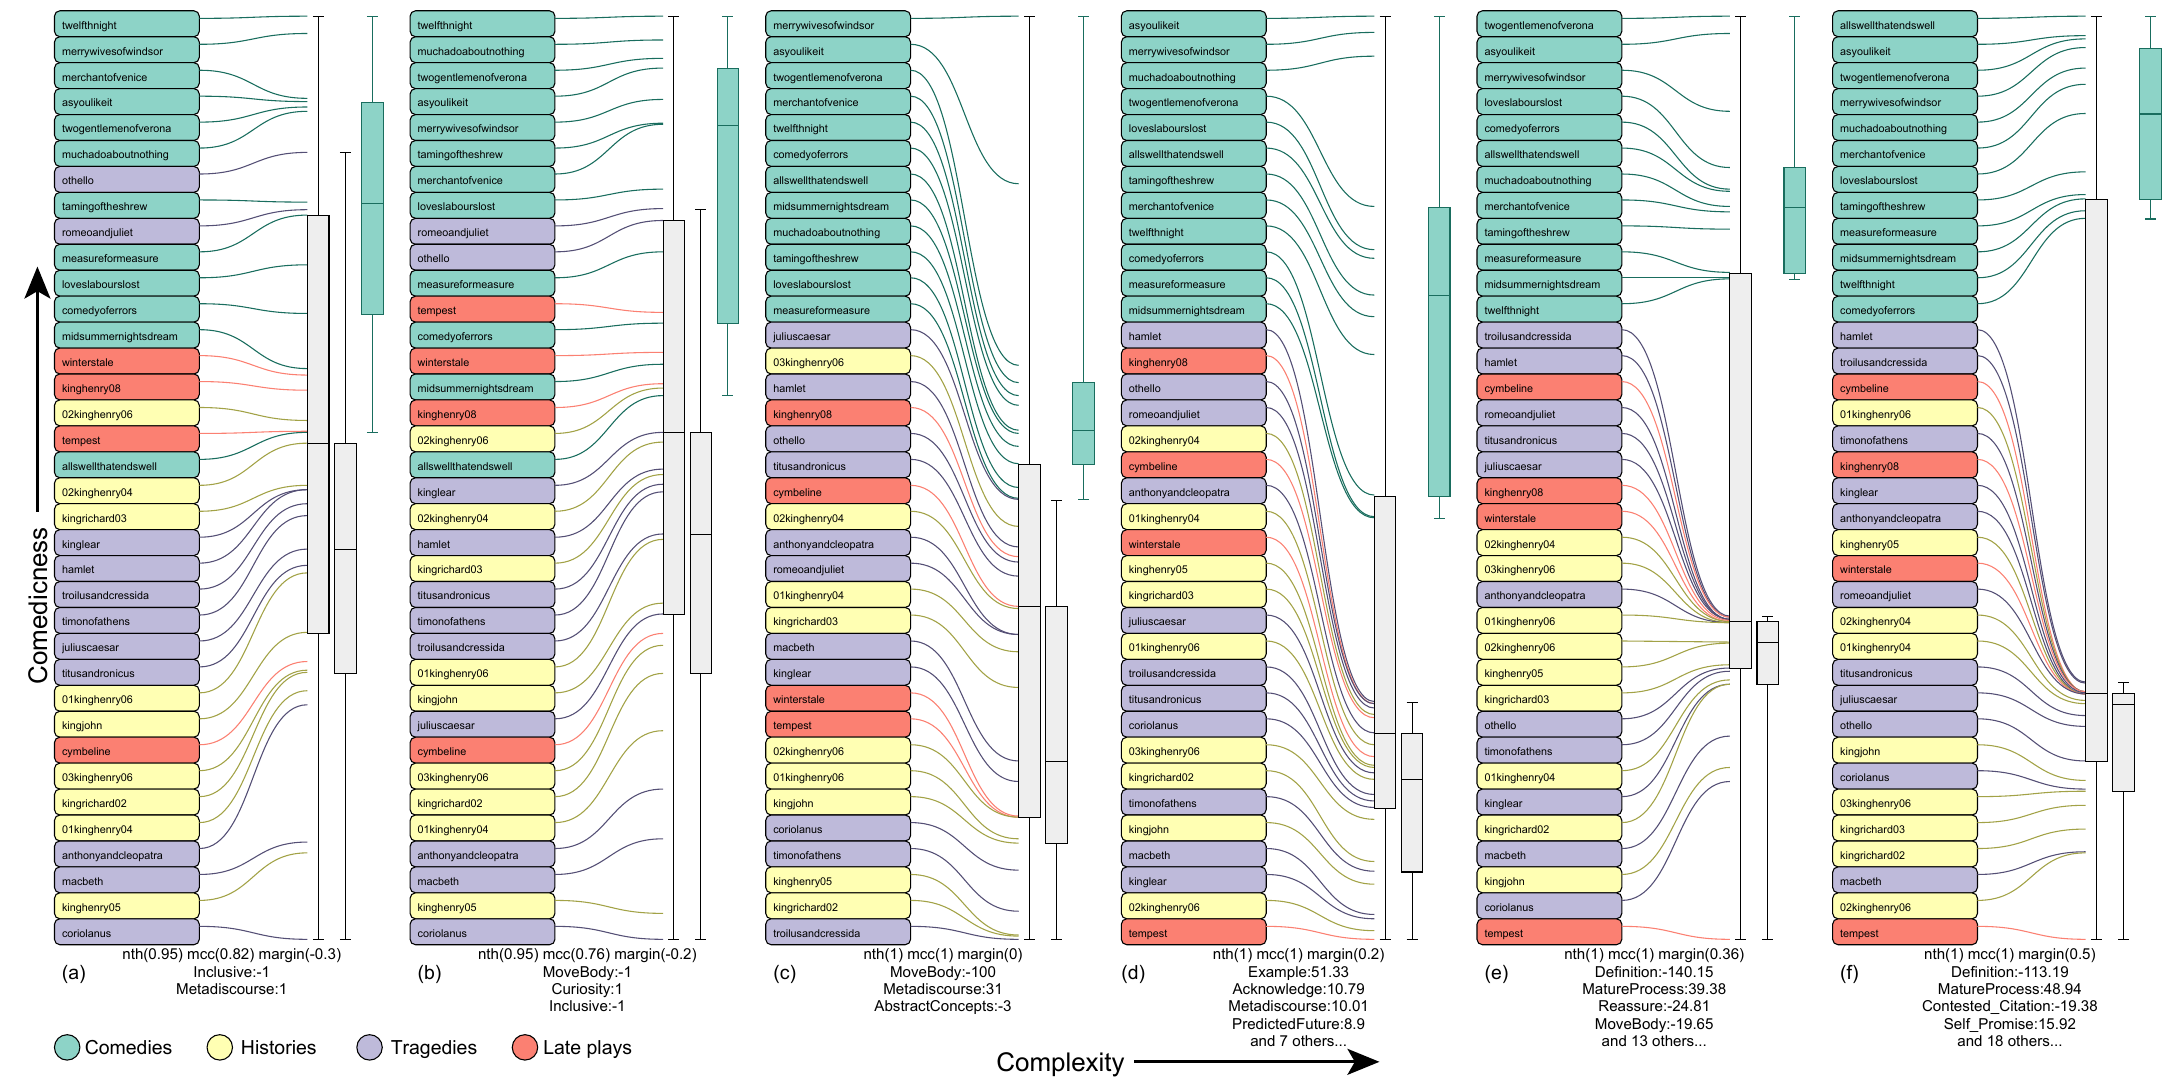 twelfthnight
merrywivesofwindsor
merchantofvenice
asyoulikeit
twogentlemenofverona
muchadoaboutnothing
othello
tamingoftheshrew
romeoandjuliet
measureformeasure
loveslabourslost
comedyoferrors
midsummernightsdream
winterstale
kinghenry08
02kinghenry06
tempest
allswellthatendswell
02kinghenry04
kingrichard03
kinglear
hamlet
troilusandcressida
timonofathens
juliuscaesar
titusandronicus
01kinghenry06
kingjohn
cymbeline
03kinghenry06
kingrichard02
01kinghenry04
anthonyandcleopatra
macbeth
kinghenry05
coriolanus
nth(0.95) mcc(0.82) margin(-0.3)
(a)
Inclusive:-1
Metadiscourse:1
twelfthnight
muchadoaboutnothing
twogentlemenofverona
asyoulikeit
merrywivesofwindsor
tamingoftheshrew
merchantofvenice
loveslabourslost
romeoandjuliet
othello
measureformeasure
tempest
comedyoferrors
winterstale
midsummernightsdream
kinghenry08
02kinghenry06
allswellthatendswell
kinglear
02kinghenry04
hamlet
kingrichard03
titusandronicus
timonofathens
troilusandcressida
01kinghenry06
kingjohn
juliuscaesar
cymbeline
03kinghenry06
kingrichard02
01kinghenry04
anthonyandcleopatra
macbeth
kinghenry05
coriolanus
nth(0.95) mcc(0.76) margin(-0.2)
(b)
MoveBody:-1
Curiosity:1
Inclusive:-1
merrywivesofwindsor
asyoulikeit
twogentlemenofverona
merchantofvenice
twelfthnight
comedyoferrors
allswellthatendswell
midsummernightsdream
muchadoaboutnothing
tamingoftheshrew
loveslabourslost
measureformeasure
juliuscaesar
03kinghenry06
hamlet
kinghenry08
othello
titusandronicus
cymbeline
02kinghenry04
anthonyandcleopatra
romeoandjuliet
01kinghenry04
kingrichard03
macbeth
kinglear
winterstale
tempest
02kinghenry06
01kinghenry06
kingjohn
coriolanus
timonofathens
kinghenry05
kingrichard02
troilusandcressida
nth(1) mcc(1) margin(0)
(c)
MoveBody:-100
Metadiscourse:31
AbstractConcepts:-3
asyoulikeit
merrywivesofwindsor
muchadoaboutnothing
twogentlemenofverona
loveslabourslost
allswellthatendswell
tamingoftheshrew
merchantofvenice
twelfthnight
comedyoferrors
measureformeasure
midsummernightsdream
hamlet
kinghenry08
othello
romeoandjuliet
02kinghenry04
cymbeline
anthonyandcleopatra
01kinghenry04
winterstale
kinghenry05
kingrichard03
juliuscaesar
01kinghenry06
troilusandcressida
titusandronicus
coriolanus
03kinghenry06
kingrichard02
timonofathens
kingjohn
macbeth
kinglear
02kinghenry06
tempest
nth(1) mcc(1) margin(0.2)
(d)
Example:51.33
Acknowledge:10.79
Metadiscourse:10.01
PredictedFuture:8.9
and 7 others...
twogentlemenofverona
asyoulikeit
merrywivesofwindsor
loveslabourslost
comedyoferrors
allswellthatendswell
muchadoaboutnothing
merchantofvenice
tamingoftheshrew
measureformeasure
midsummernightsdream
twelfthnight
troilusandcressida
hamlet
cymbeline
romeoandjuliet
titusandronicus
juliuscaesar
kinghenry08
winterstale
02kinghenry04
03kinghenry06
anthonyandcleopatra
01kinghenry06
02kinghenry06
kinghenry05
kingrichard03
othello
timonofathens
01kinghenry04
kinglear
kingrichard02
macbeth
kingjohn
coriolanus
tempest
nth(1) mcc(1) margin(0.36)
(e)
Definition:-140.15
MatureProcess:39.38
Reassure:-24.81
MoveBody:-19.65
and 13 others...
allswellthatendswell
asyoulikeit
twogentlemenofverona
merrywivesofwindsor
muchadoaboutnothing
merchantofvenice
loveslabourslost
tamingoftheshrew
measureformeasure
midsummernightsdream
twelfthnight
comedyoferrors
hamlet
troilusandcressida
cymbeline
01kinghenry06
timonofathens
kinghenry08
kinglear
anthonyandcleopatra
kinghenry05
winterstale
romeoandjuliet
02kinghenry04
01kinghenry04
titusandronicus
juliuscaesar
othello
kingjohn
coriolanus
03kinghenry06
kingrichard03
kingrichard02
macbeth
02kinghenry06
tempest
nth(1) mcc(1) margin(0.5)
(f)
Definition:-113.19
MatureProcess:48.94
Contested_Citation:-19.38
Self_Promise:15.92
and 18 others...
Comedicness
Comedies
Histories
Tragedies
Late plays
Complexity